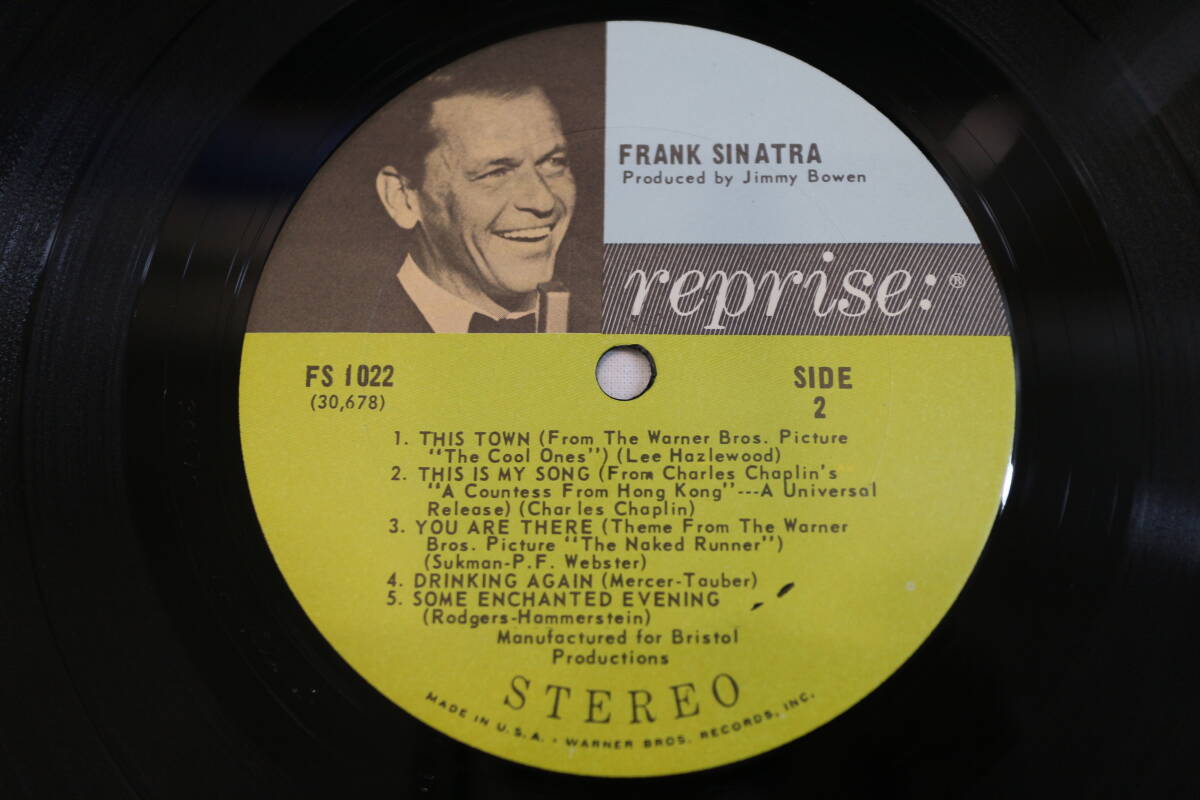 FRANK SINATRA
Produced by Jimmy Bowen
reprise:®
FS 1022
(30,678)
SIDE
2
1. THIS TOWN (From The Warner Bros. Picture
"The Cool Ones") (Lee Hazlewood)
2. THIS IS MY SONG (From Charles Chaplin's
"A Countess From Hong Kong"---A Universal
Release) (Charles Chaplin)
3. YOU ARE THERE (Theme From The Warner
Bros. Picture "The Naked Runner")
(Sukman-P.F. Webster)
4. DRINKING AGAIN (Mercer-Tauber)
5. SOME ENCHANTED EVENING
(Rodgers-Hammerstein)
Manufactured for Bristol
Productions
STEREO
MADE IN U.S.A. • WARNER BROS. RECORDS, INC.